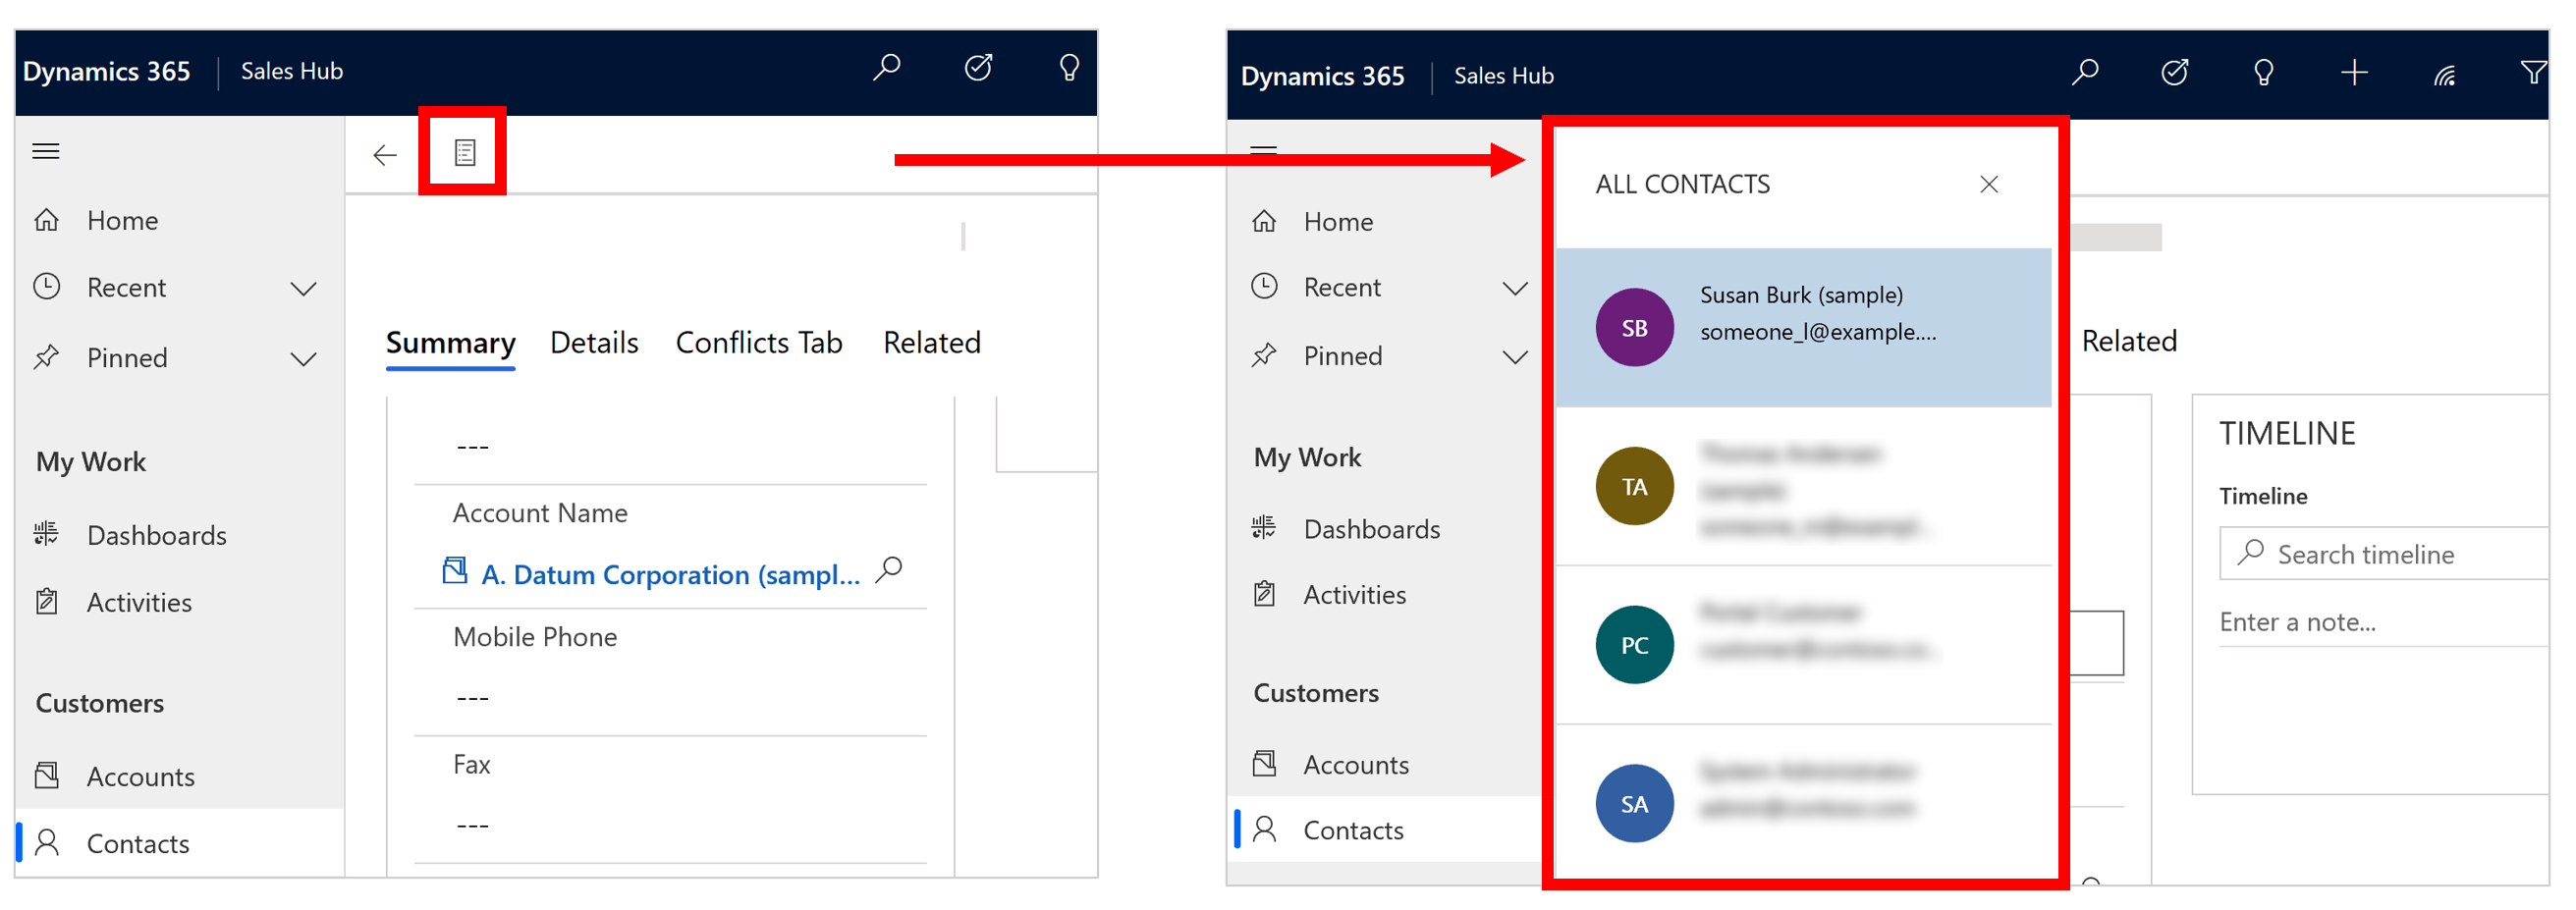 Dynamics 365 | Sales Hub
Home
Recent
Pinned
My Work
Dashboards
Activities
Customers
Accounts
Contacts
Summary Details Conflicts Tab Related
---
Account Name
A. Datum Corporation (sampl...
Mobile Phone
---
Fax
---
Dynamics 365 | Sales Hub
Home
Recent
Pinned
My Work
Dashboards
Activities
Customers
Accounts
Contacts
ALL CONTACTS
SB
Susan Burk (sample)
someone_l@example....
TA
PC
SA
Related
TIMELINE
Timeline
Search timeline
Enter a note...